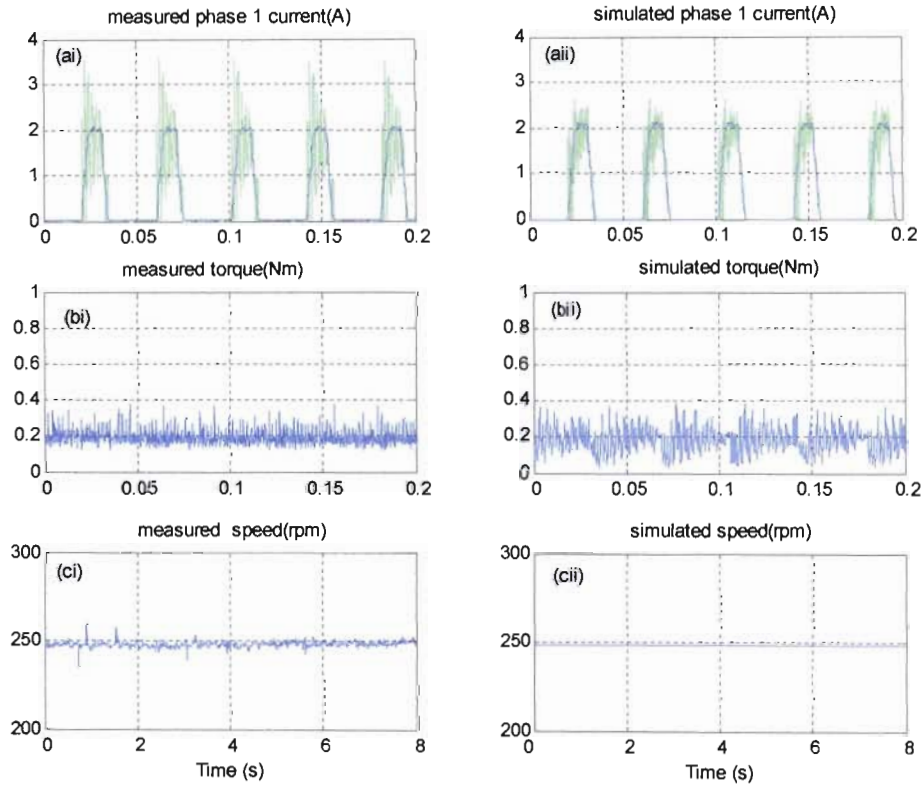 measured phase 1 current(A)
4
(ai)
3
2
1
0
0 0.05 0.1 0.15 0.2
simulated phase 1 current(A)
4
(aii)
3
2
1
0
0 0.05 0.1 0.15 0.2
measured torque(Nm)
1
(bi)
0.8
0.6
0.4
0.2
0
0 0.05 0.1 0.15 0.2
simulated torque(Nm)
1
(bii)
0.8
0.6
0.4
0.2
0
0 0.05 0.1 0.15 0.2
measured speed(rpm)
300
(ci)
250
200
0 2 4 6 8
Time (s)
simulated speed(rpm)
300
(cii)
250
200
0 2 4 6 8
Time (s)